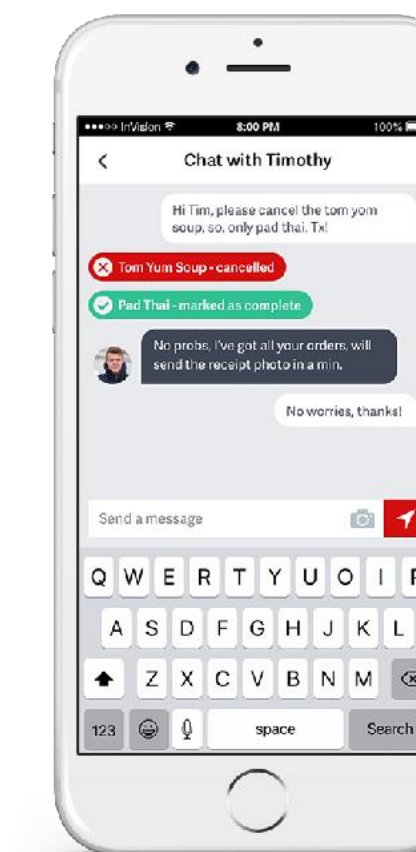 InVision 8:00 PM 100%
Chat with Timothy
Hi Tim, please cancel the tom yom
soup, so, only pad thai. Tx!
Tom Yum Soup - cancelled
Pad Thai - marked as complete
No probs, I've got all your orders, will
send the receipt photo in a min.
No worries, thanks!
Send a message
Q W E R T Y U O I
A S D F G H J K L
Z X C V B N M
123 space Search